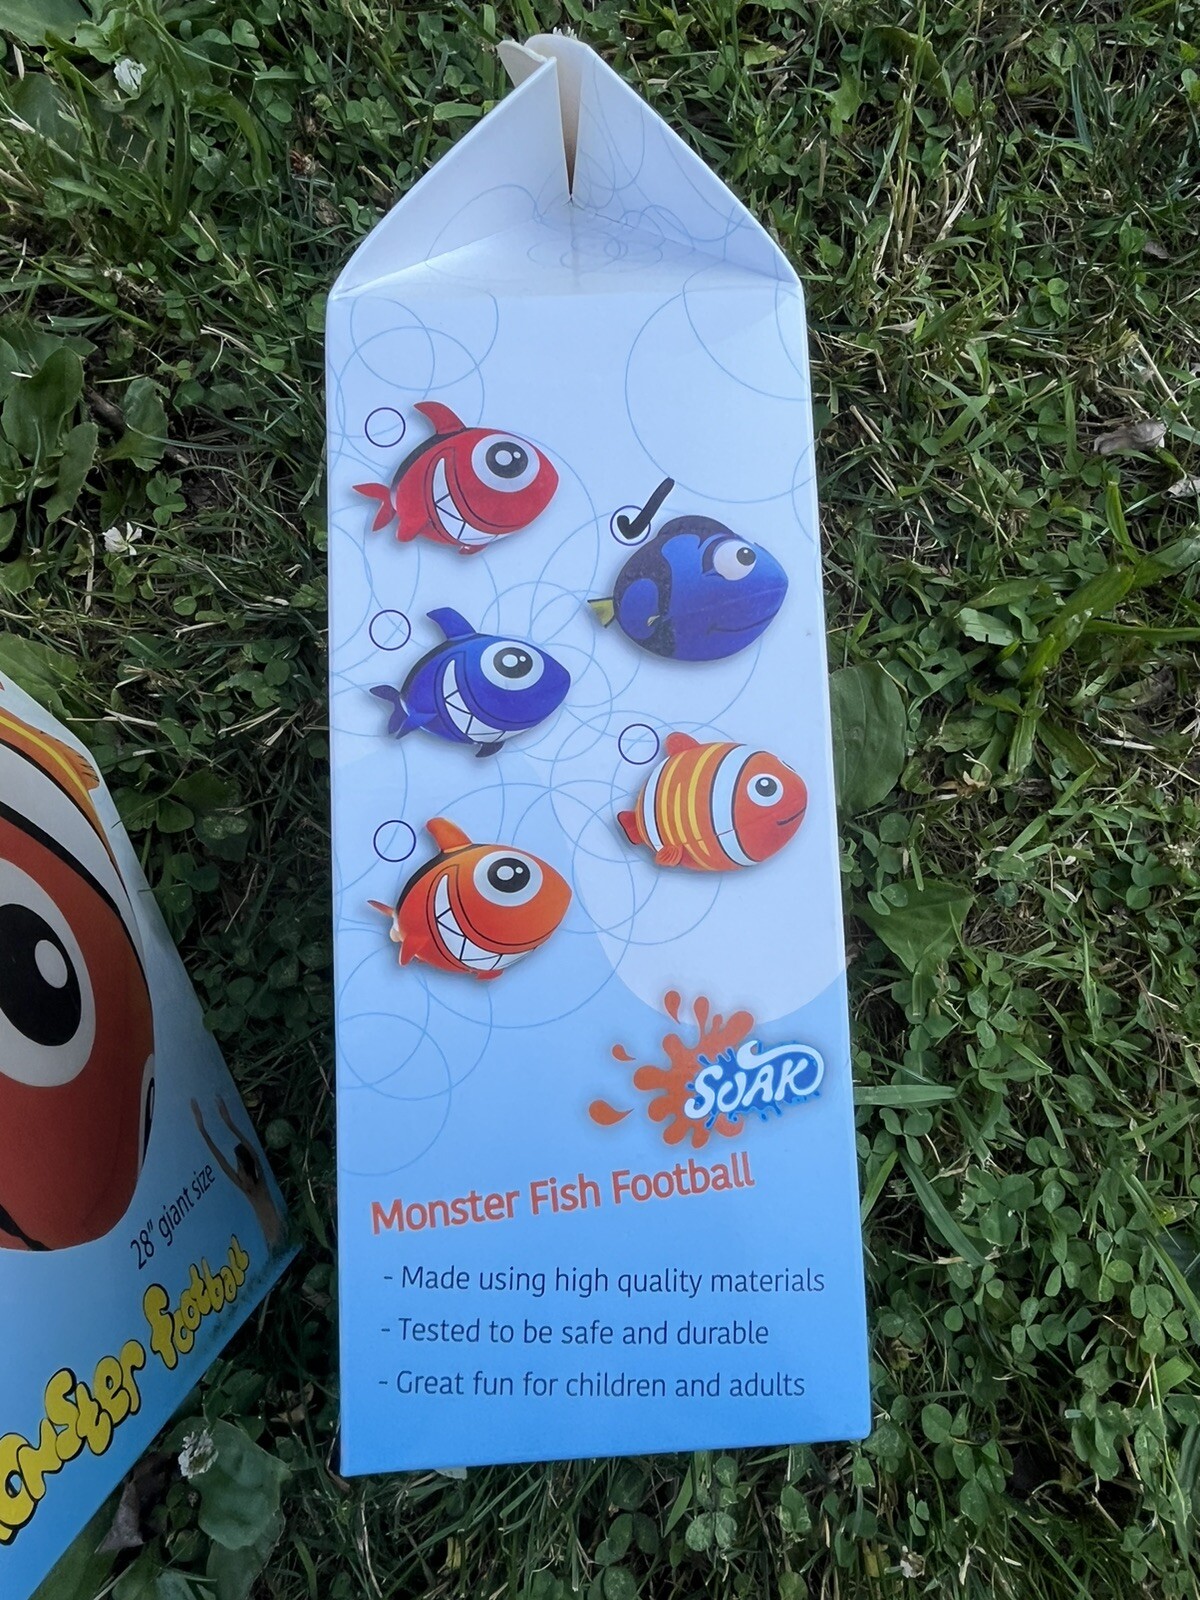 SOAK
Monster Fish Football
- Made using high quality materials
- Tested to be safe and durable
- Great fun for children and adults
28" giant size
Football